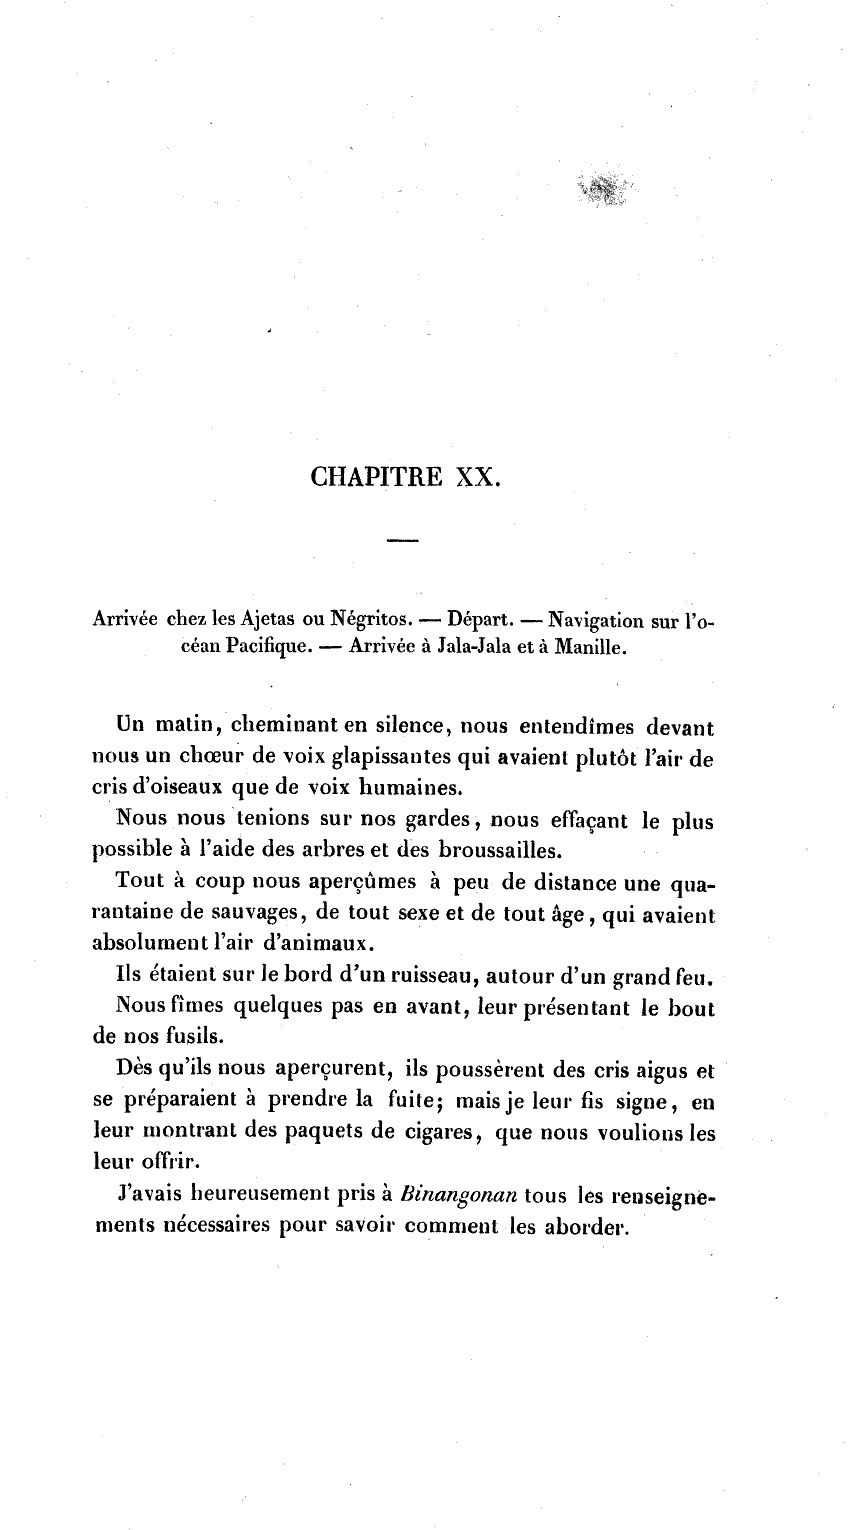 CHAPITRE XX.
—
Arrivée chez les Ajetas ou Négritos. — Départ. — Navigation sur l'o-
céan Pacifique. — Arrivée à Jala-Jala et à Manille.
Un matin, cheminant en silence, nous entendîmes devant
nous un chœur de voix glapissantes qui avaient plutôt l'air de
cris d'oiseaux que de voix humaines.
Nous nous tenions sur nos gardes, nous effaçant le plus
possible à l'aide des arbres et des broussailles.
Tout à coup nous aperçûmes à peu de distance une qua-
rantaine de sauvages, de tout sexe et de tout âge, qui avaient
absolument l'air d'animaux.
Ils étaient sur le bord d'un ruisseau, autour d'un grand feu.
Nous fîmes quelques pas en avant, leur présentant le bout
de nos fusils.
Dès qu'ils nous aperçurent, ils poussèrent des cris aigus et
se préparaient à prendre la fuite; mais je leur fis signe, en
leur montrant des paquets de cigares, que nous voulions les
leur offrir.
J'avais heureusement pris à Binangonan tous les renseigne-
ments nécessaires pour savoir comment les aborder.